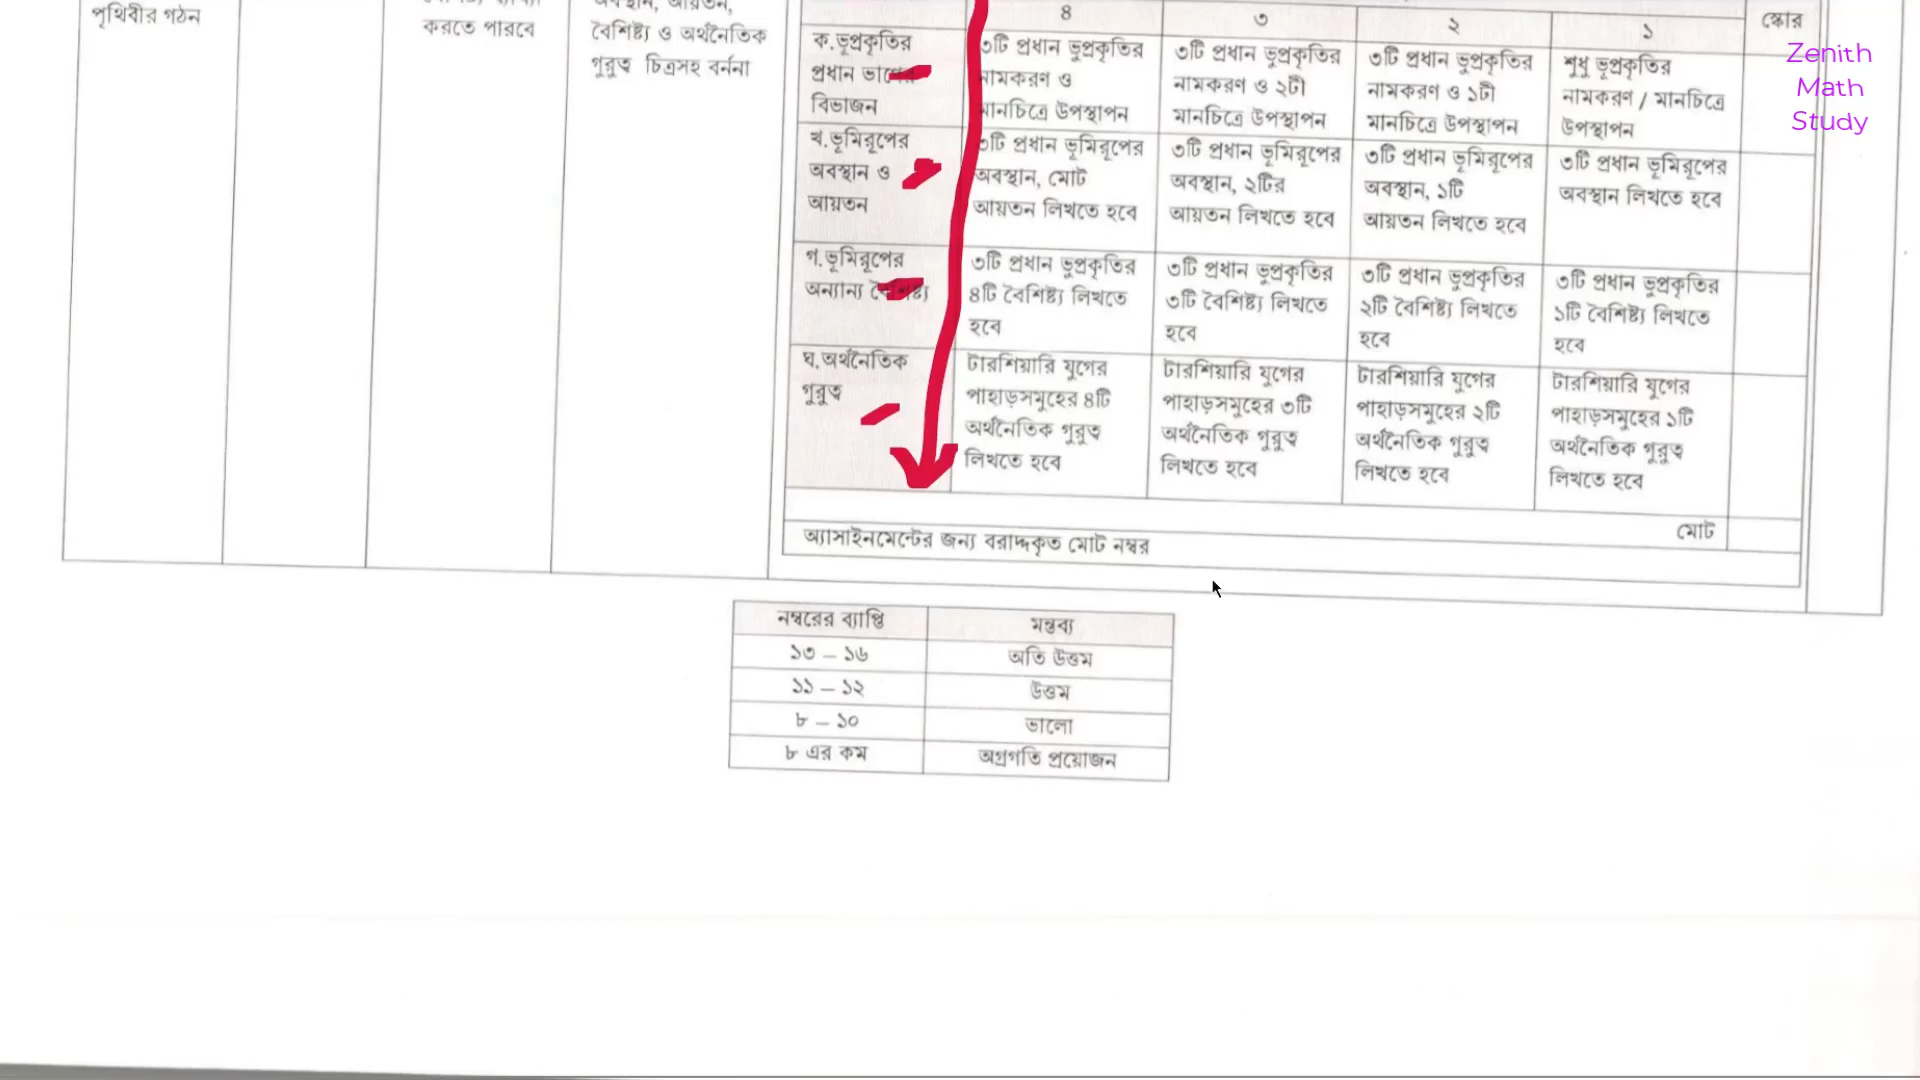 পৃথিবীর গঠন
করতে পারবে
অবস্থান, আয়তন,
বৈশিষ্ট্য ও অর্থনৈতিক
গুরুত্ব চিত্রসহ বর্ননা
৪
৩
২
১
স্কোর
ক.ভূপ্রকৃতির
প্রধান ভাগের
বিভাজন
৩টি প্রধান ভূপ্রকৃতির
নামকরণ ও
মানচিত্রে উপস্থাপন
৩টি প্রধান ভূপ্রকৃতির
নামকরণ ও ২টী
মানচিত্রে উপস্থাপন
৩টি প্রধান ভূপ্রকৃতির
নামকরণ ও ১টী
মানচিত্রে উপস্থাপন
শুধু ভূপ্রকৃতির
নামকরণ / মানচিত্রে
উপস্থাপন
খ.ভূমিরূপের
অবস্থান ও
আয়তন
৩টি প্রধান ভূমিরূপের
অবস্থান, মোট
আয়তন লিখতে হবে
৩টি প্রধান ভূমিরূপের
অবস্থান, ২টির
আয়তন লিখতে হবে
৩টি প্রধান ভূমিরূপের
অবস্থান, ১টি
আয়তন লিখতে হবে
৩টি প্রধান ভূমিরূপের
অবস্থান লিখতে হবে
গ.ভূমিরূপের
অন্যান্য বৈশিষ্ট্য
৩টি প্রধান ভূপ্রকৃতির
৪টি বৈশিষ্ট্য লিখতে
হবে
৩টি প্রধান ভূপ্রকৃতির
৩টি বৈশিষ্ট্য লিখতে
হবে
৩টি প্রধান ভূপ্রকৃতির
২টি বৈশিষ্ট্য লিখতে
হবে
৩টি প্রধান ভূপ্রকৃতির
১টি বৈশিষ্ট্য লিখতে
হবে
ঘ.অর্থনৈতিক
গুরুত্ব
টারশিয়ারি যুগের
পাহাড়সমুহের ৪টি
অর্থনৈতিক গুরুত্ব
লিখতে হবে
টারশিয়ারি যুগের
পাহাড়সমুহের ৩টি
অর্থনৈতিক গুরুত্ব
লিখতে হবে
টারশিয়ারি যুগের
পাহাড়সমুহের ২টি
অর্থনৈতিক গুরুত্ব
লিখতে হবে
টারশিয়ারি যুগের
পাহাড়সমুহের ১টি
অর্থনৈতিক গুরুত্ব
লিখতে হবে
মোট
অ্যাসাইনমেন্টের জন্য বরাদ্দকৃত মোট নম্বর
নম্বরের ব্যাপ্তি
মন্তব্য
১৩ – ১৬
অতি উত্তম
১১ – ১২
উত্তম
৮ – ১০
ভালো
৮ এর কম
অগ্রগতি প্রয়োজন
Zenith
Math
Study